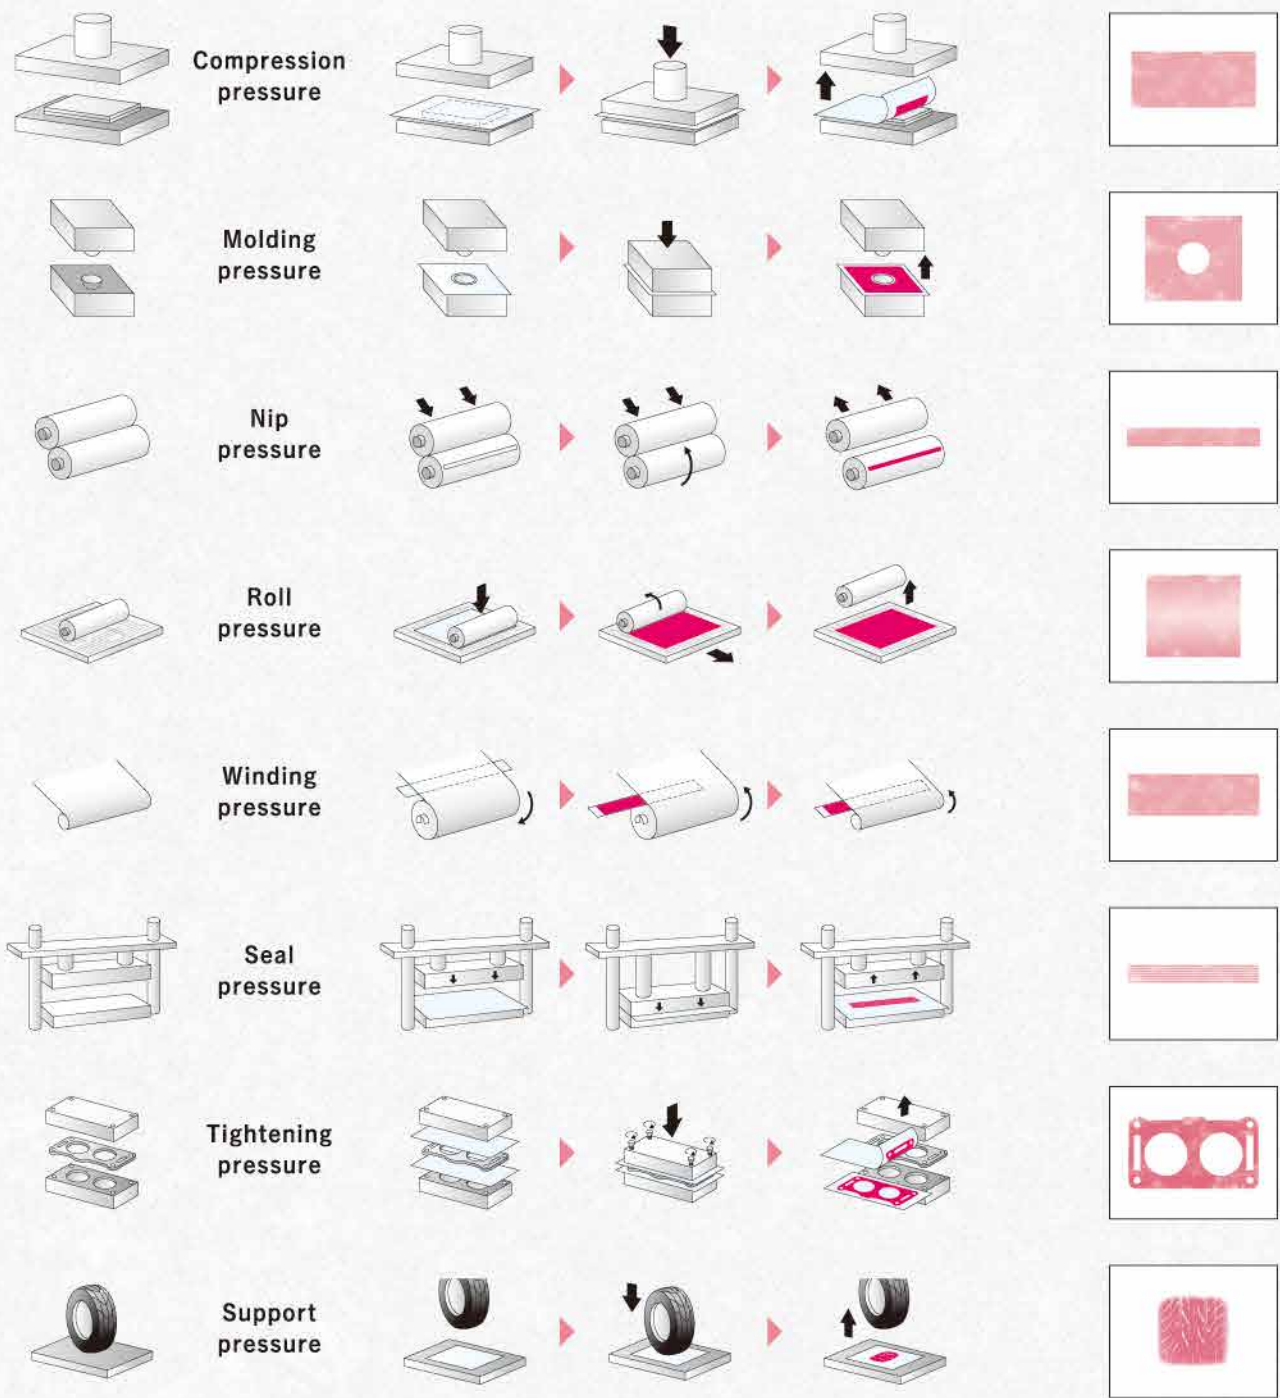 Compression
pressure
Molding
pressure
Nip
pressure
Roll
pressure
Winding
pressure
Seal
pressure
Tightening
pressure
Support
pressure